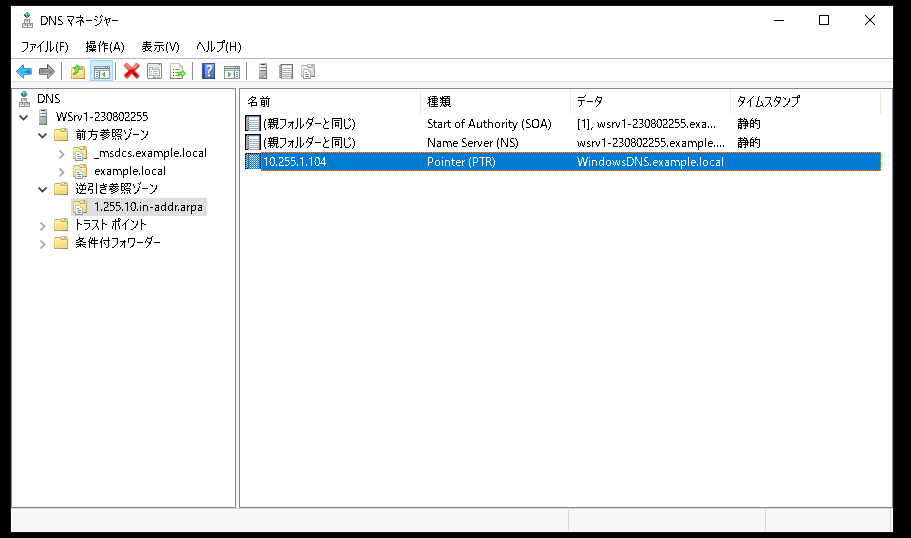 DNS マネージャー
ファイル(F) 操作(A) 表示(V) ヘルプ(H)
DNS
WSrv1-230802255
前方参照ゾーン
_msdcs.example.local
example.local
逆引き参照ゾーン
1.255.10.in-addr.arpa
トラスト ポイント
条件付フォワーダー
名前 種類 データ タイムスタンプ
(親フォルダーと同じ) Start of Authority (SOA) [1], wsrv1-230802255.exa... 静的
(親フォルダーと同じ) Name Server (NS) wsrv1-230802255.example.... 静的
10.255.1.104 Pointer (PTR) WindowsDNS.example.local